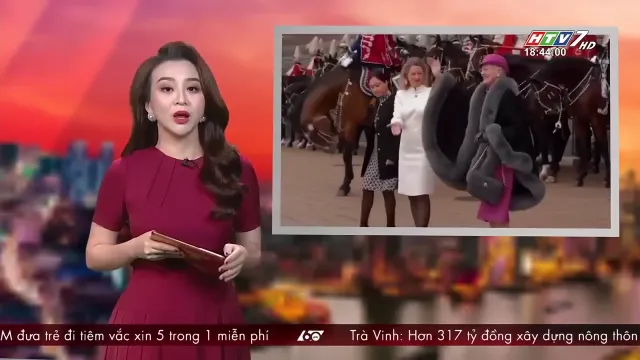 HTV7 HD
18:44:00
M đưa trẻ đi tiêm vắc xin 5 trong 1 miễn phí 60 Trà Vinh: Hơn 317 tỷ đồng xây dựng nông thôn